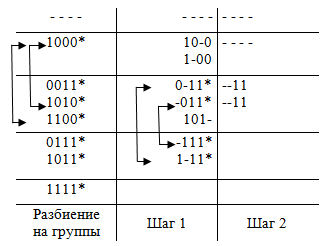 ---- ---- ----
1000* 10-0 ----
1-00
0011* 0-11* --11
1010* -011* --11
1100* 101-
0111* -111*
1011* 1-11*
1111*
Разбиение на группы Шаг 1 Шаг 2